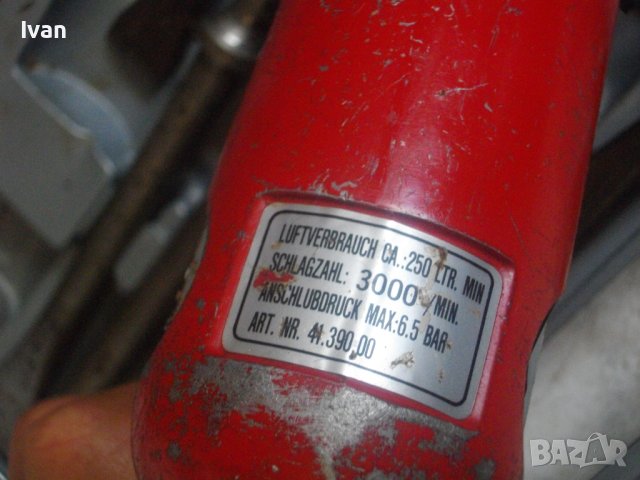 Ivan
LUFTVERBRAUCH CA.:250 LTR. MIN
SCHLAGZAHL: 3000/MIN.
ANSCHLUBDRUCK MAX:6.5 BAR
ART. NR. 41.390,00
BAZAR